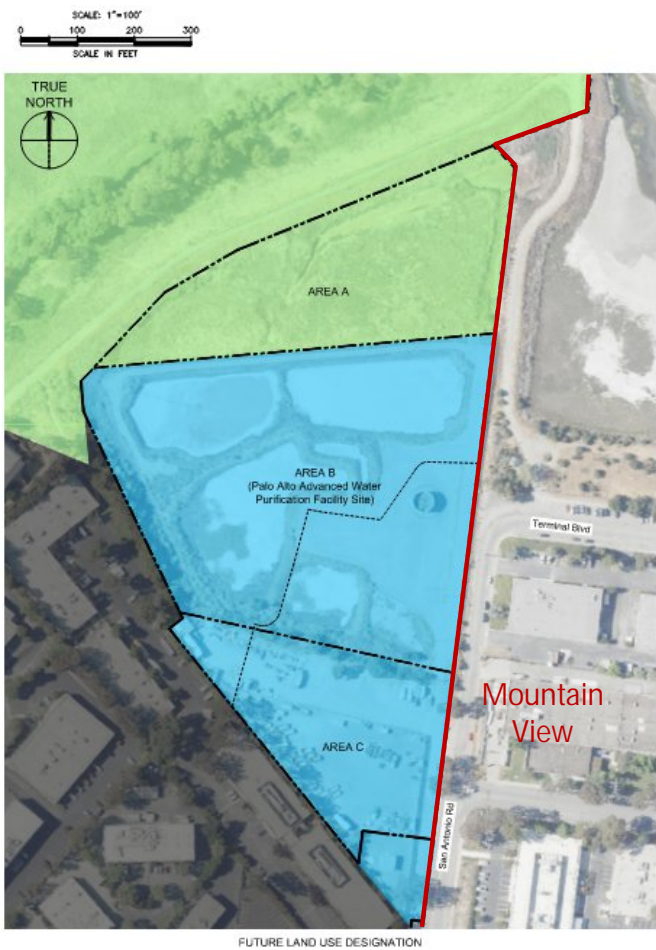 SCALE: 1"=100'
0 100 200 300
SCALE IN FEET
TRUE
NORTH
AREA A
AREA B
(Palo Alto Advanced Water
Purification Facility Site)
Terminal Blvd
Mountain
View
AREA C
San Antonio Rd
FUTURE LAND USE DESIGNATION